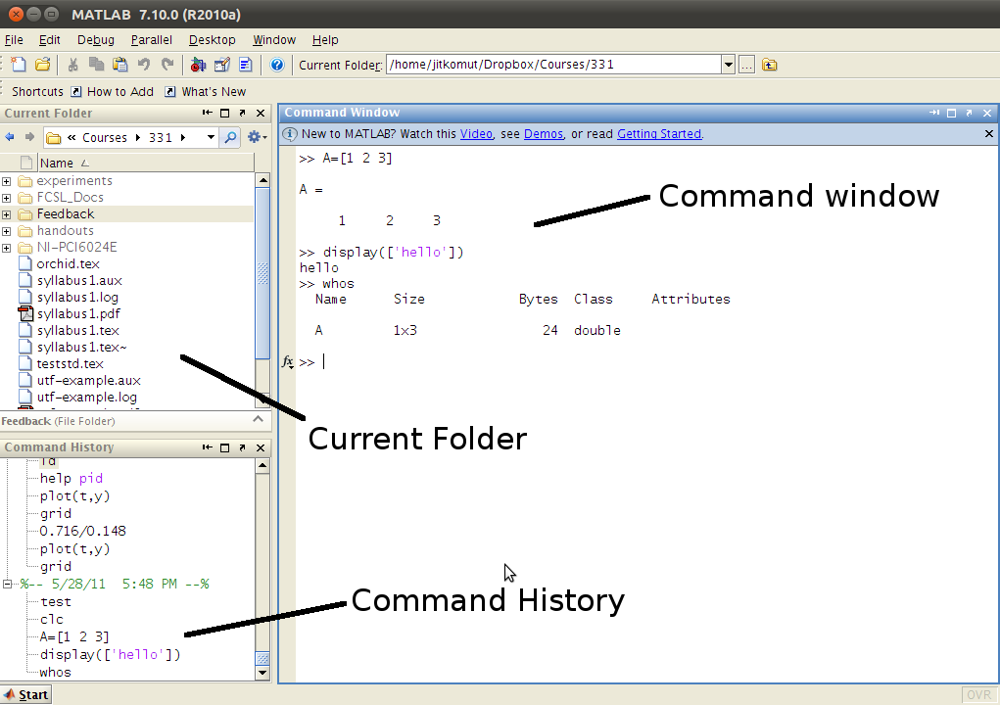 MATLAB 7.10.0 (R2010a)
File Edit Debug Parallel Desktop Window Help
Current Folder: /home/jitkomut/Dropbox/Courses/331 ...
Shortcuts How to Add What's New
Current Folder
« Courses 331
Name
experiments
FCSL_Docs
Feedback
handouts
NI-PCI6024E
orchid.tex
syllabus1.aux
syllabus1.log
syllabus1.pdf
syllabus1.tex
syllabus1.tex~
teststd.tex
utf-example.aux
utf-example.log
Feedback (File Folder)
Command History
help pid
plot(t,y)
grid
0.716/0.148
plot(t,y)
grid
%-- 5/28/11 5:48 PM --%
test
clc
A=[1 2 3]
display(['hello'])
whos
Start
Command Window
New to MATLAB? Watch this Video, see Demos, or read Getting Started.
>> A=[1 2 3]
A =
1 2 3
>> display(['hello'])
hello
>> whos
Name Size Bytes Class Attributes
A 1x3 24 double
fx >>
Command window
Current Folder
Command History
OVR